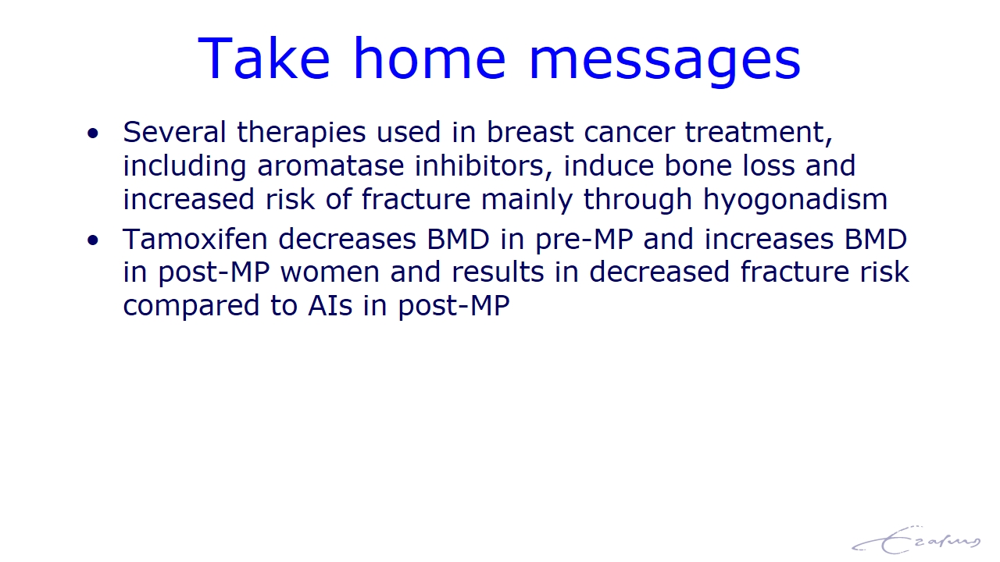 Take home messages
• Several therapies used in breast cancer treatment,
including aromatase inhibitors, induce bone loss and
increased risk of fracture mainly through hyogonadism
• Tamoxifen decreases BMD in pre-MP and increases BMD
in post-MP women and results in decreased fracture risk
compared to AIs in post-MP
Erasmus